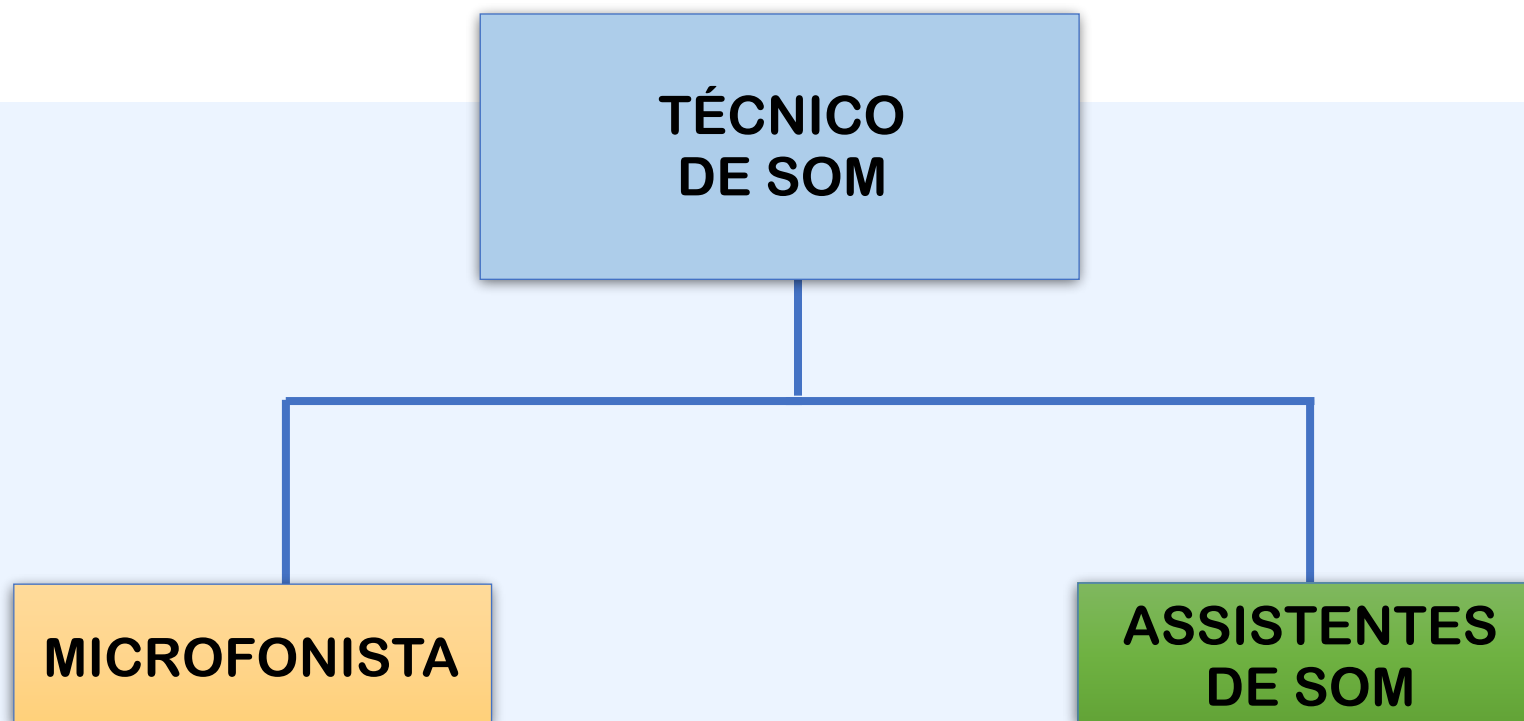 TÉCNICO
DE SOM
MICROFONISTA
ASSISTENTES
DE SOM